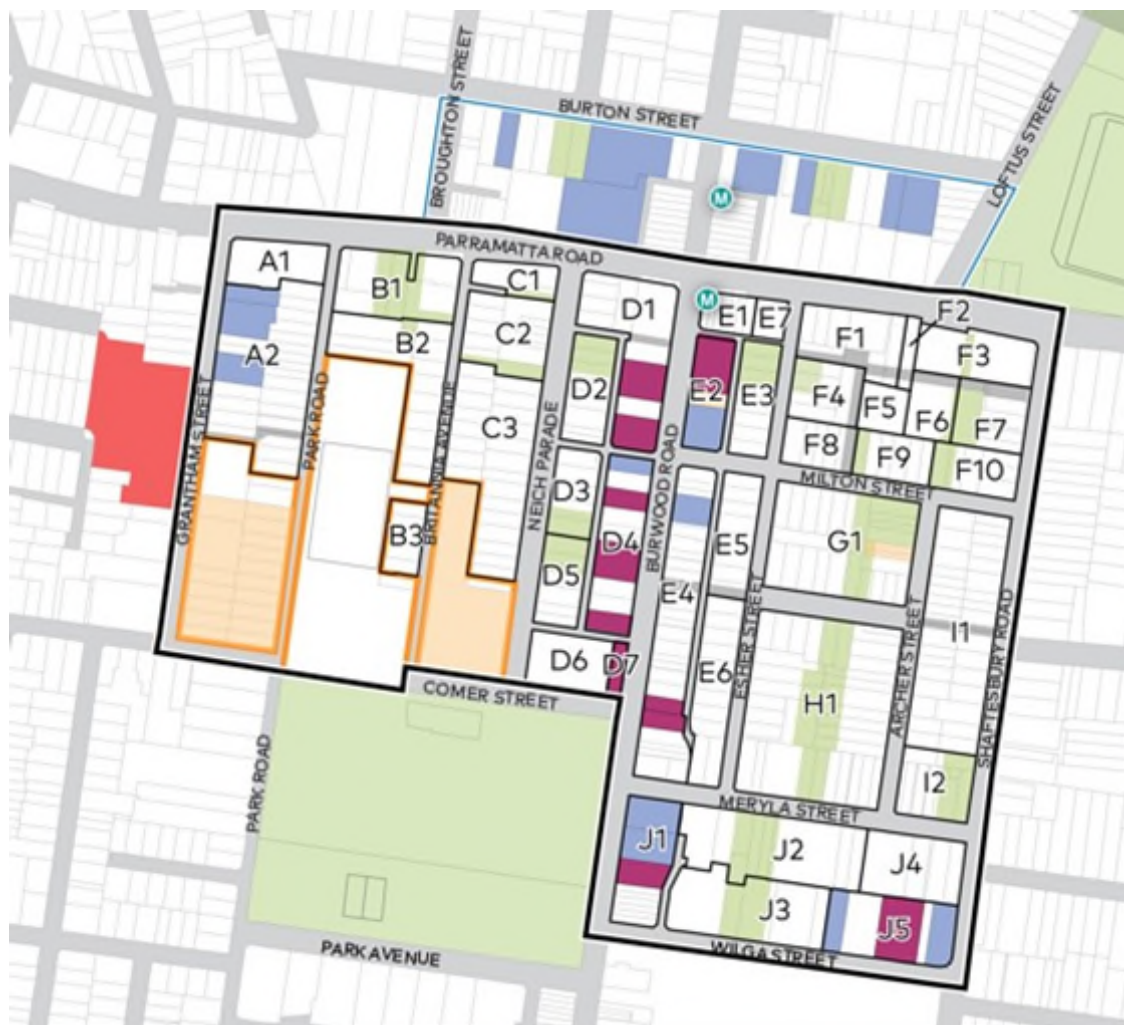 BROUGHTON STREET
BURTON STREET
LOFTUS STREET
M
PARRAMATTA ROAD
A1
B1
C1
D1
M
E1
E7
F1
F2
F3
A2
B2
C2
D2
E2
E3
F4
F5
F6
F7
C3
F8
F9
F10
GRANTHAM STREET
PARK ROAD
BRITANNIA AVENUE
NEICH PARADE
BURWOOD ROAD
MILTON STREET
B3
D3
D4
D5
E4
E5
G1
ESHER STREET
ARCHER STREET
SHAFTESBURY ROAD
I1
D6
D7
E6
H1
COMER STREET
I2
PARK ROAD
MERYLA STREET
J1
J2
J4
J3
J5
PARK AVENUE
WILGA STREET